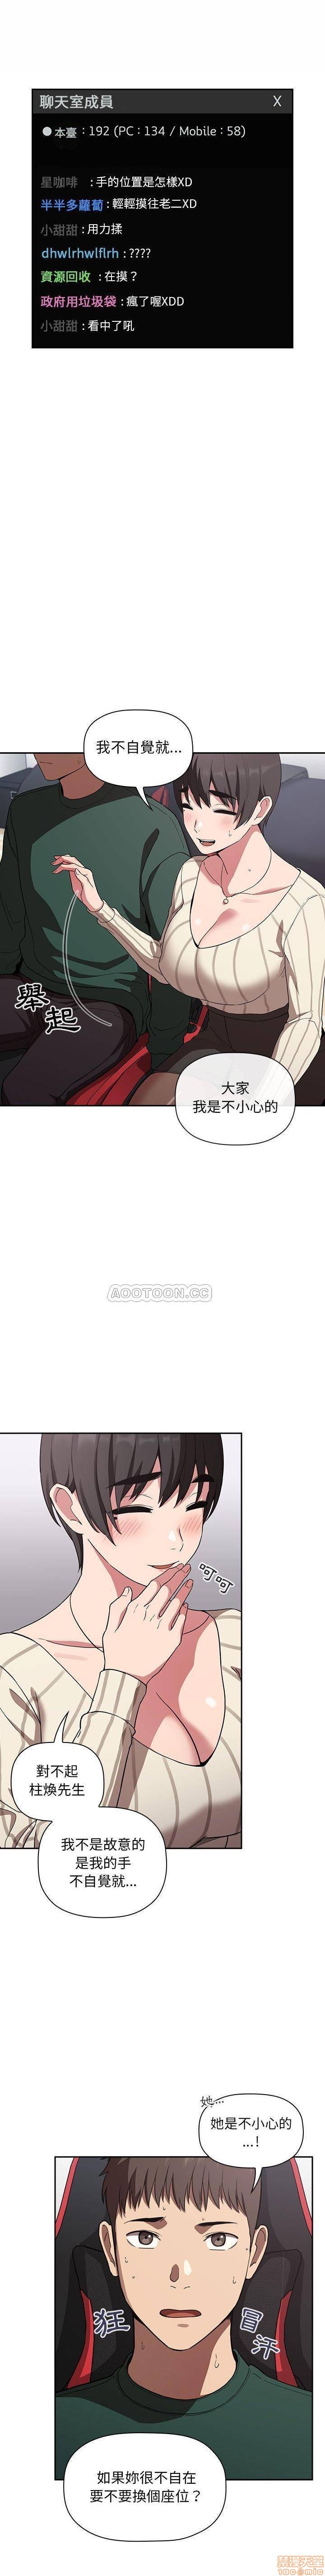 聊天室成員 X
本臺 : 192 (PC : 134 / Mobile : 58)
星咖啡 : 手的位置是怎樣XD
半半多蘿蔔 : 輕輕摸往老二XD
小甜甜 : 用力揉
dhwlrhwlflrh : ????
資源回收 : 在摸？
政府用垃圾袋 : 瘋了喔XDD
小甜甜 : 看中了吼
我不自覺就...
舉起
大家
我是不小心的
AOOTOON.CC
呵呵
對不起
柱煥先生
我不是故意的
是我的手
不自覺就...
她...
她是不小心的
...！
狂
冒汗
如果妳很不自在
要不要換個座位？